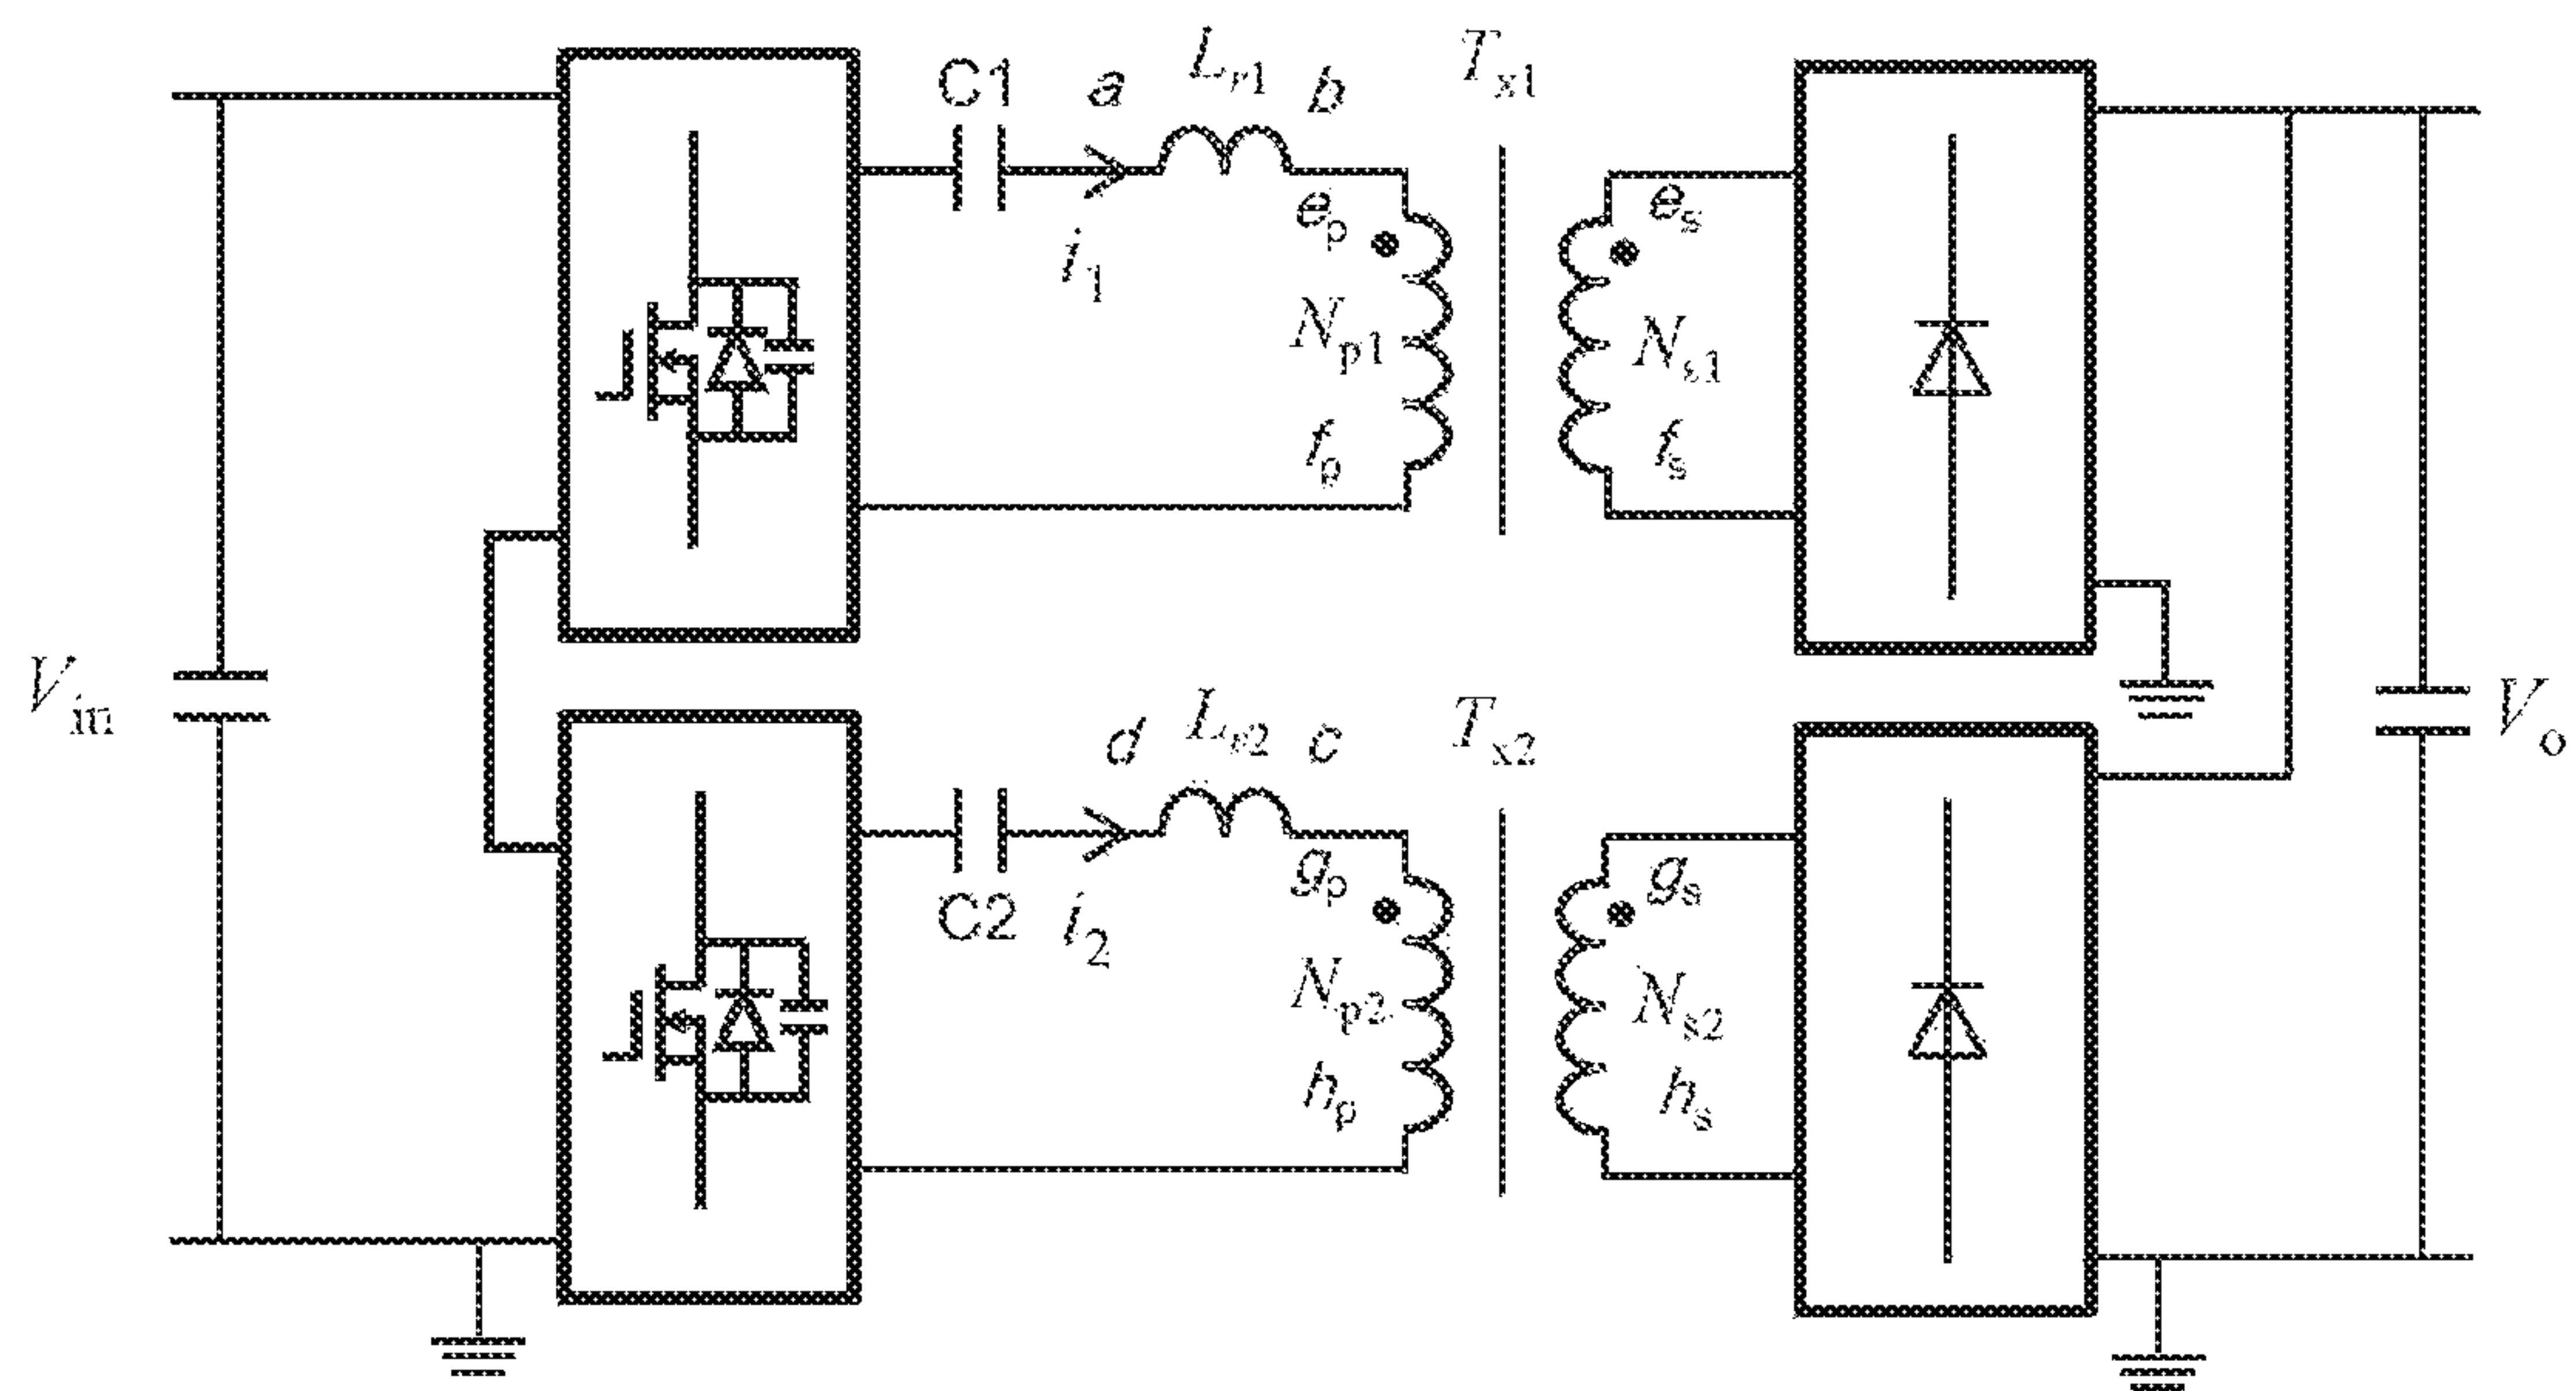 C1 a L_r1 b T_x1
i_1 e_p e_s
N_p1 N_s1
f_p f_s
V_in V_o
d L_r2 c T_x2
C2 i_2 g_p g_s
N_p2 N_s2
h_p h_s